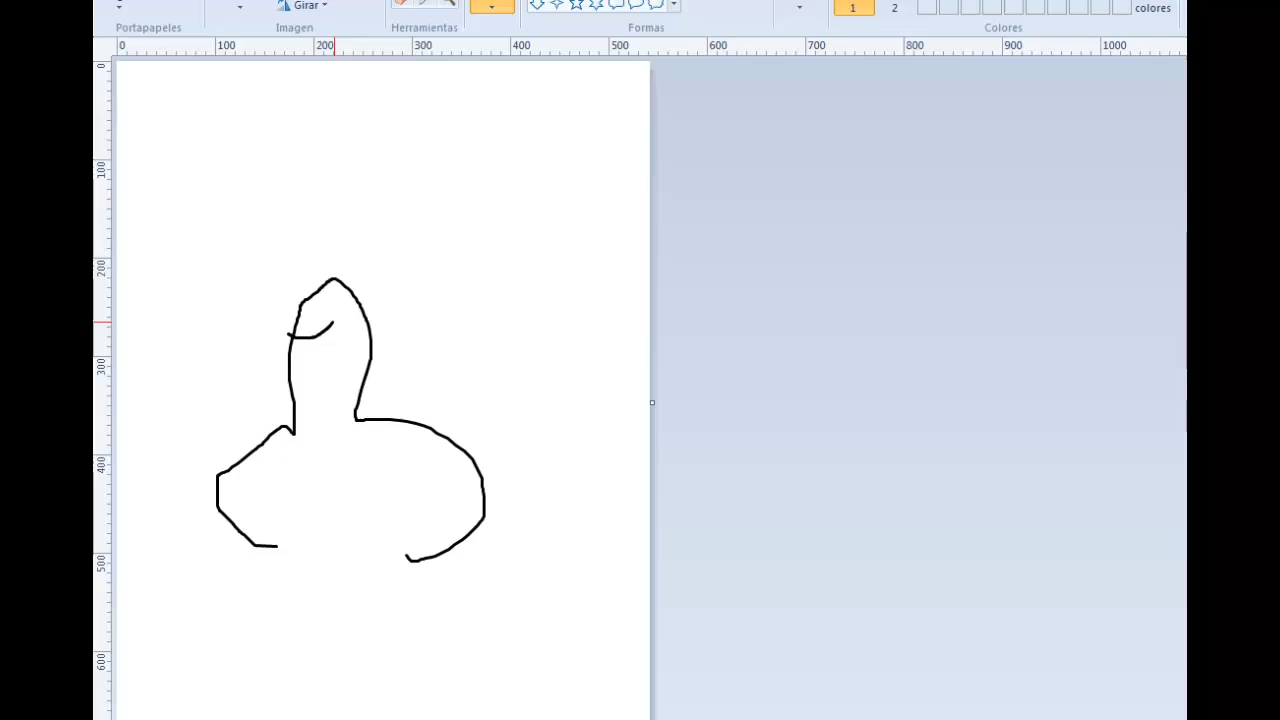 Girar
1 2 colores
Portapapeles Imagen Herramientas Formas Colores
0 100 200 300 400 500 600 700 800 900 1000
0
100
200
300
400
500
600